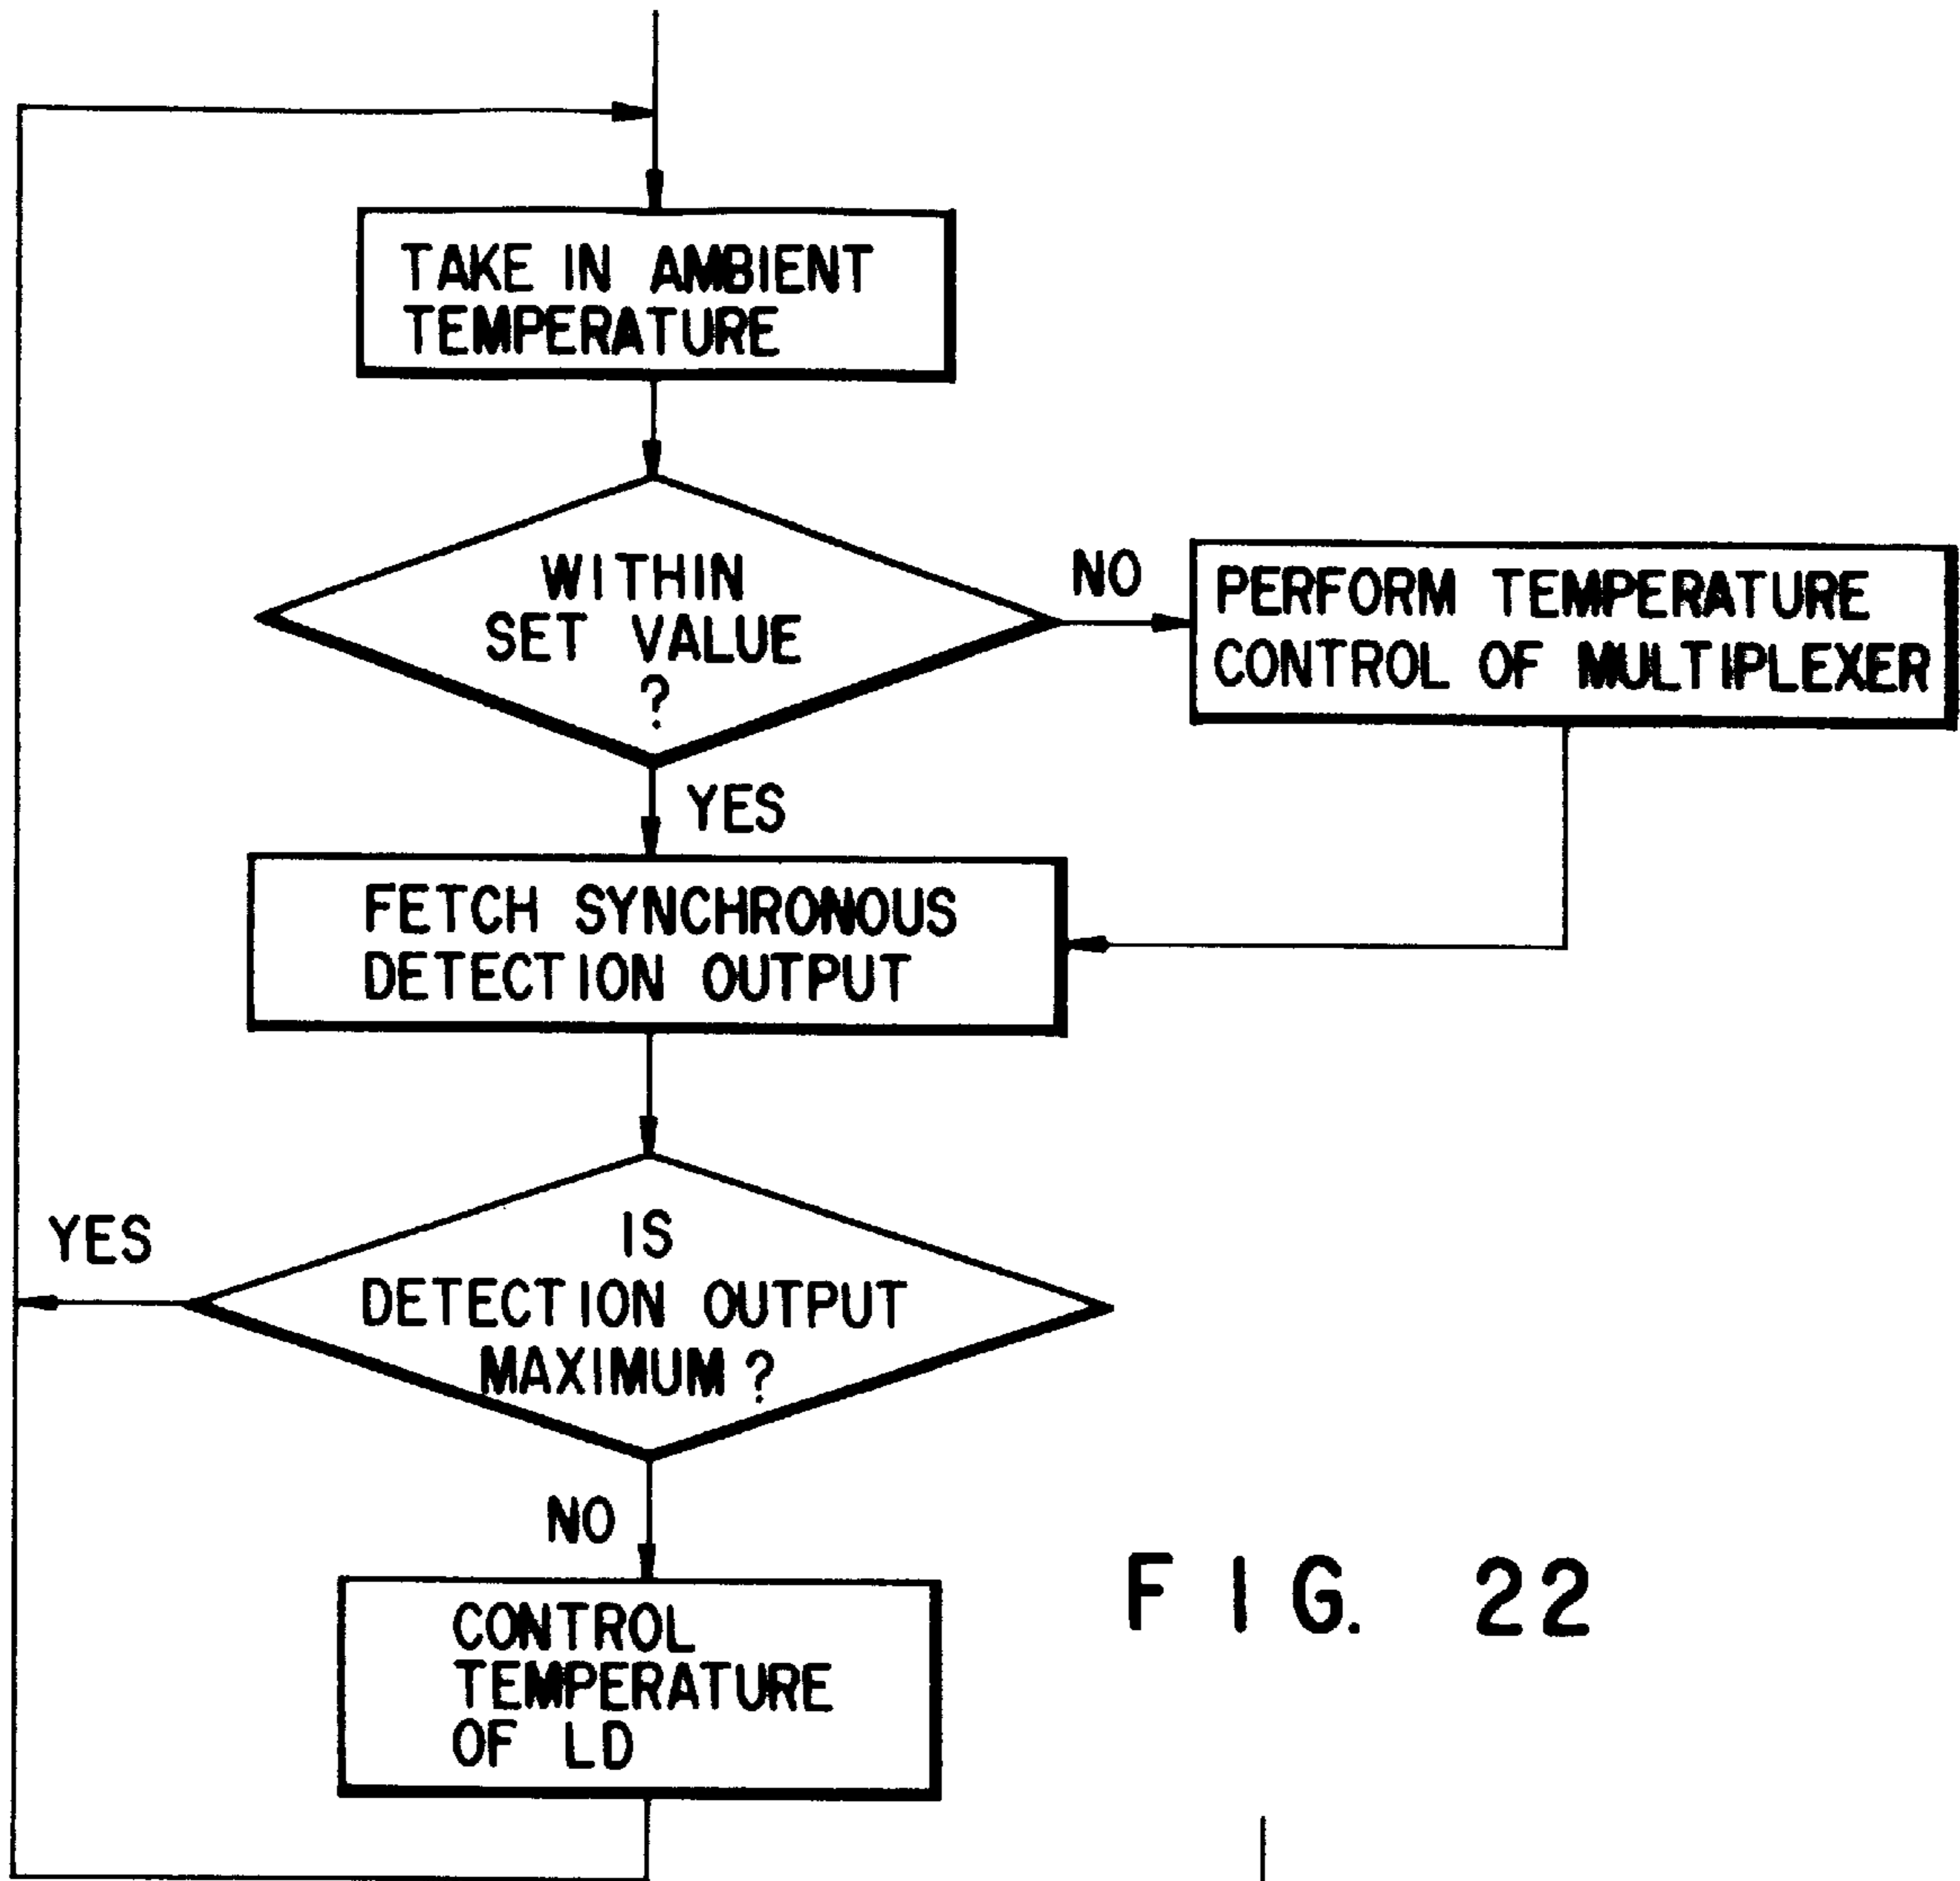 TAKE IN AMBIENT
TEMPERATURE
WITHIN
SET VALUE
?
NO
PERFORM TEMPERATURE
CONTROL OF MULTIPLEXER
YES
FETCH SYNCHRONOUS
DETECTION OUTPUT
YES
IS
DETECTION OUTPUT
MAXIMUM ?
NO
CONTROL
TEMPERATURE
OF LD
FIG. 22